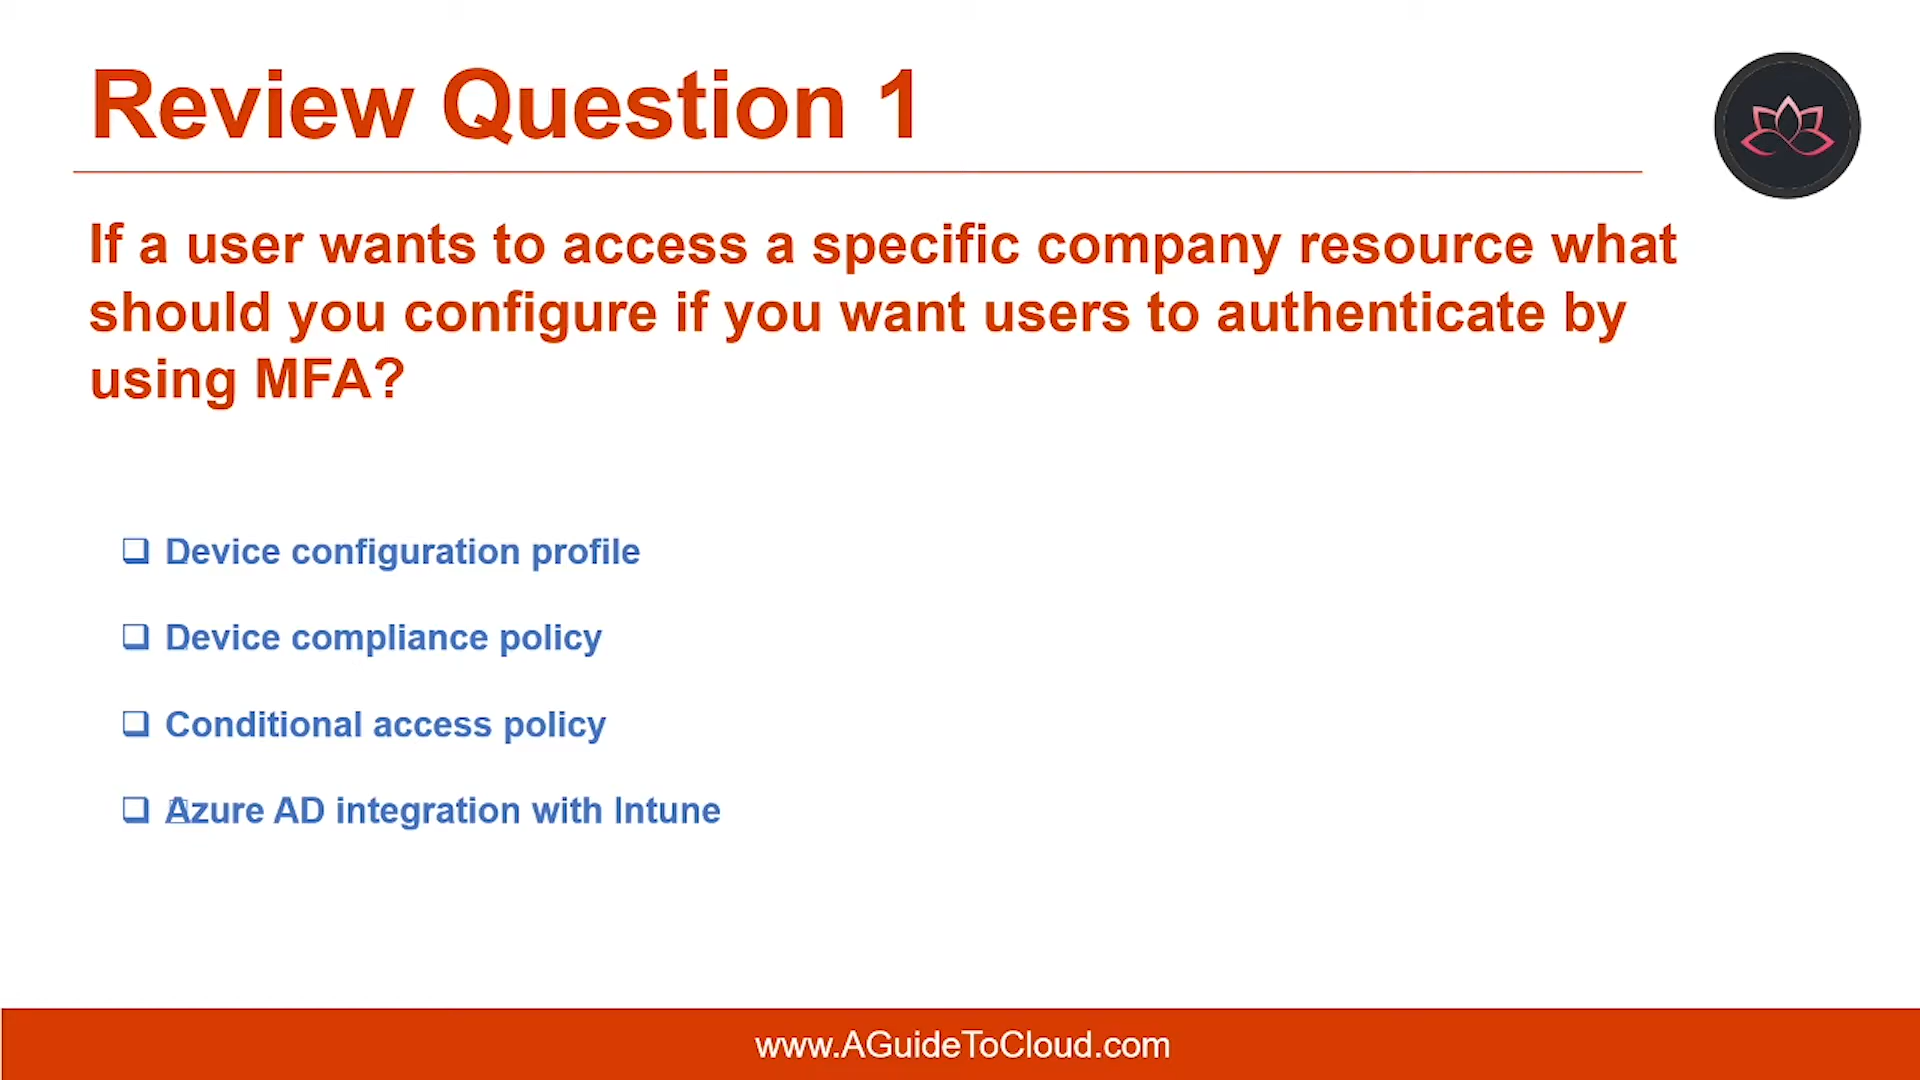 Review Question 1
If a user wants to access a specific company resource what
should you configure if you want users to authenticate by
using MFA?
❑ Device configuration profile
❑ Device compliance policy
❑ Conditional access policy
❑ Azure AD integration with Intune
www.AGuideToCloud.com